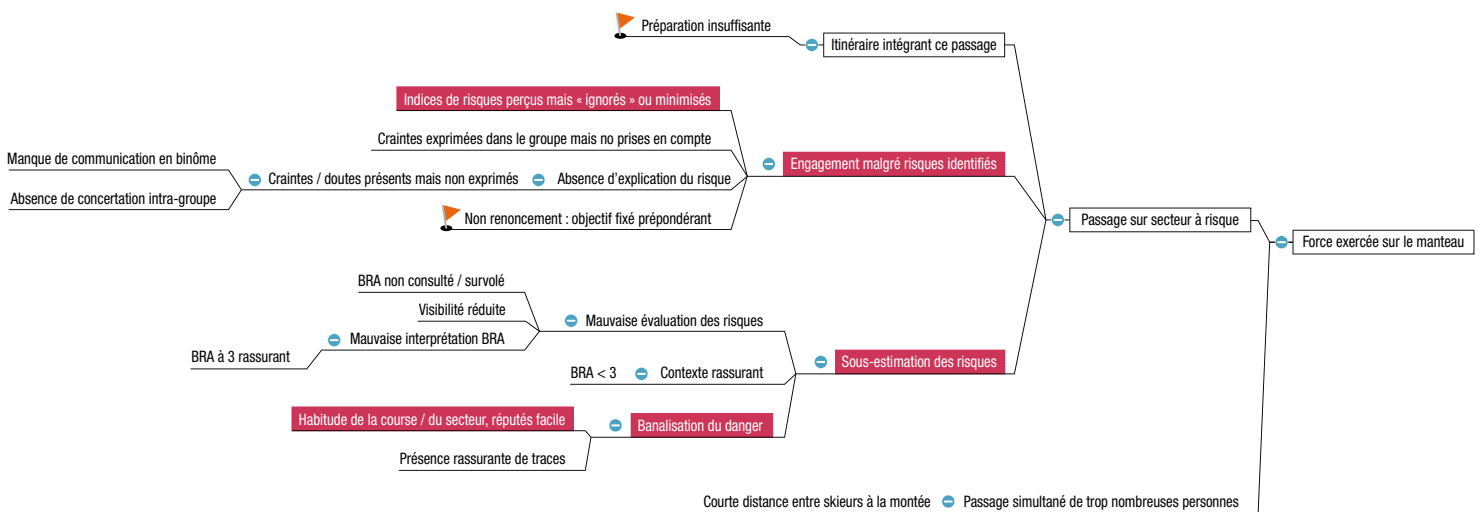 Préparation insuffisante
Itinéraire intégrant ce passage
Indices de risques perçus mais « ignorés » ou minimisés
Craintes exprimées dans le groupe mais no prises en compte
Engagement malgré risques identifiés
Manque de communication en binôme
Craintes / doutes présents mais non exprimés
Absence d'explication du risque
Absence de concertation intra-groupe
Non renoncement : objectif fixé prépondérant
Passage sur secteur à risque
Force exercée sur le manteau
BRA non consulté / survolé
Visibilité réduite
Mauvaise évaluation des risques
Mauvaise interprétation BRA
BRA à 3 rassurant
Sous-estimation des risques
BRA < 3
Contexte rassurant
Habitude de la course / du secteur, réputés facile
Banalisation du danger
Présence rassurante de traces
Courte distance entre skieurs à la montée
Passage simultané de trop nombreuses personnes